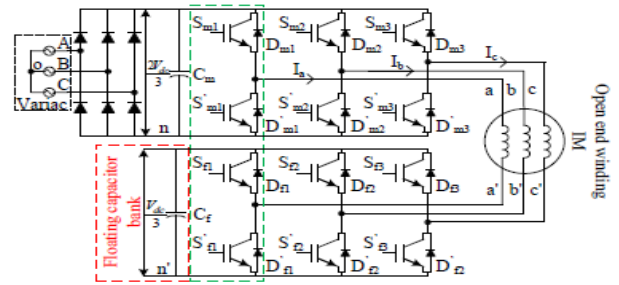 Sm1 Sm2 Sm3
A
o B
C
Variac
2Vdc
3
Cm
Dm1 Dm2 Dm3
Ia Ib Ic
S'm1 S'm2 S'm3
D'm1 D'm2 D'm3
n
a b c
Open end winding
IM
a' b' c'
Floating capacitor
bank
Vdc
3
Cf
n'
Sf1 Sf2 Sf3
Df1 Df2 Df3
S'f1 S'f2 S'f3
D'f1 D'f2 D'f2